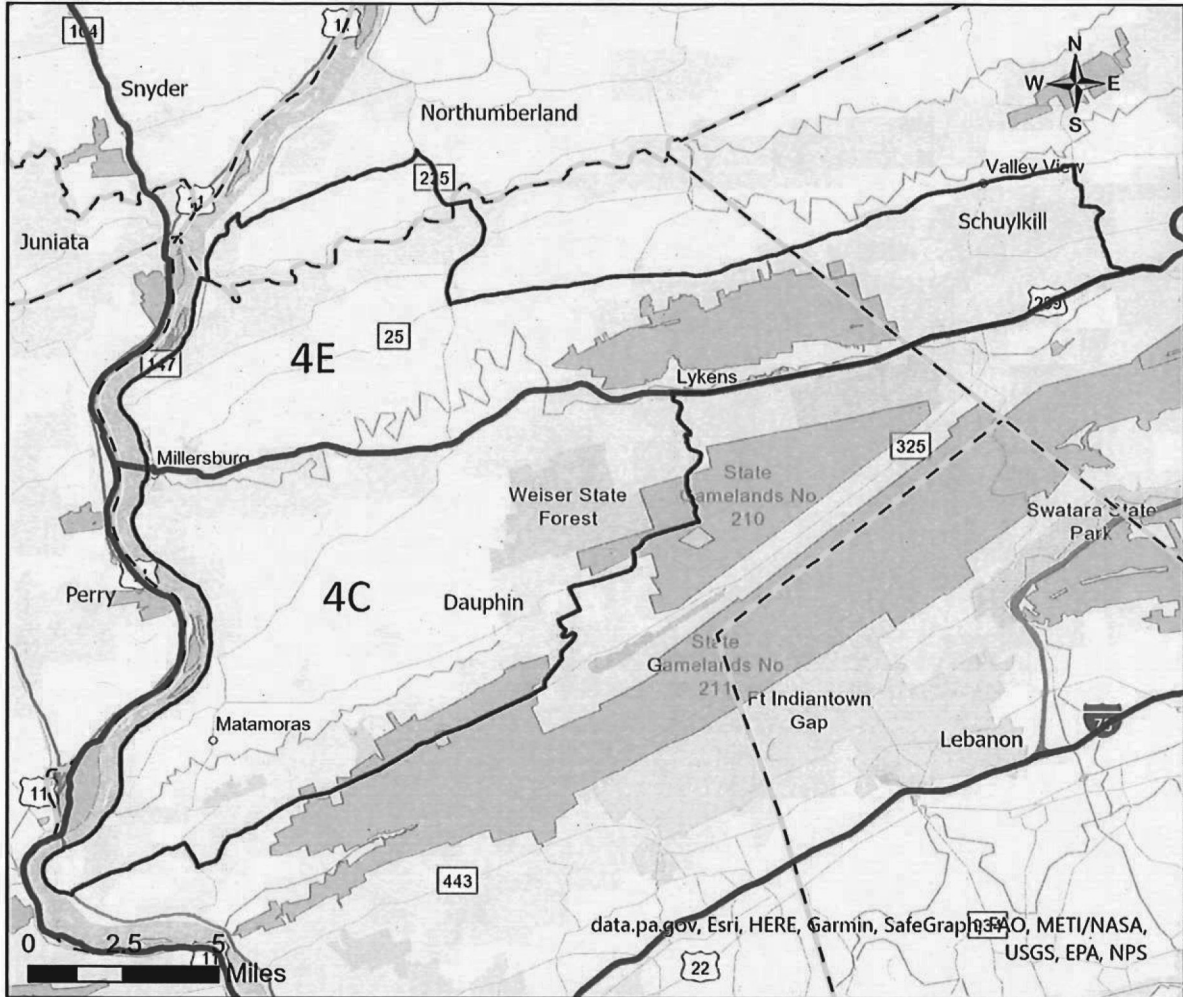 104
Snyder
Northumberland
N
W E
S
225
Valley View
Juniata
Schuylkill
209
25
4E
147
Lykens
Millersburg
325
State
Gamelands No
210
Weiser State
Forest
Swatara State
Park
Perry
4C
Dauphin
State
Gamelands No
211
Ft Indiantown
Gap
Matamoras
Lebanon
11
443
data.pa.gov, Esri, HERE, Garmin, SafeGraph, FAO, METI/NASA,
USGS, EPA, NPS
0 2.5 5
Miles
11
22